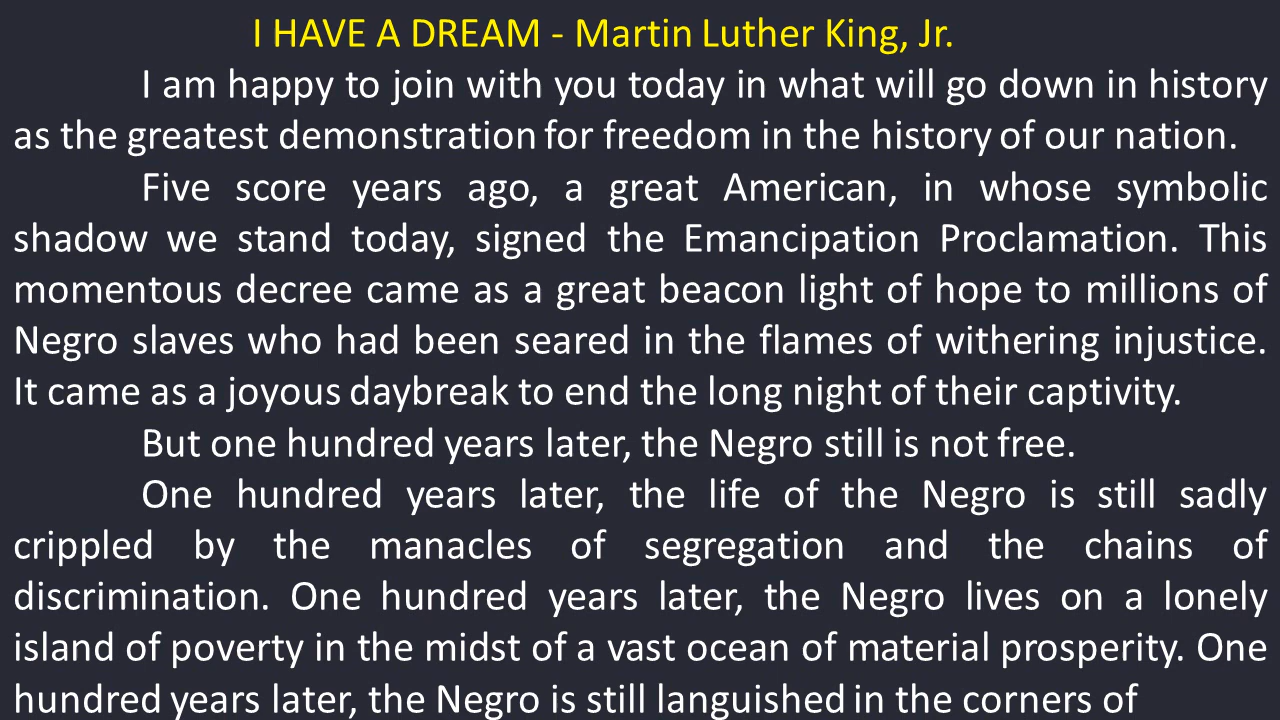 I HAVE A DREAM - Martin Luther King, Jr.
I am happy to join with you today in what will go down in history
as the greatest demonstration for freedom in the history of our nation.
Five score years ago, a great American, in whose symbolic
shadow we stand today, signed the Emancipation Proclamation. This
momentous decree came as a great beacon light of hope to millions of
Negro slaves who had been seared in the flames of withering injustice.
It came as a joyous daybreak to end the long night of their captivity.
But one hundred years later, the Negro still is not free.
One hundred years later, the life of the Negro is still sadly
crippled by the manacles of segregation and the chains of
discrimination. One hundred years later, the Negro lives on a lonely
island of poverty in the midst of a vast ocean of material prosperity. One
hundred years later, the Negro is still languished in the corners of